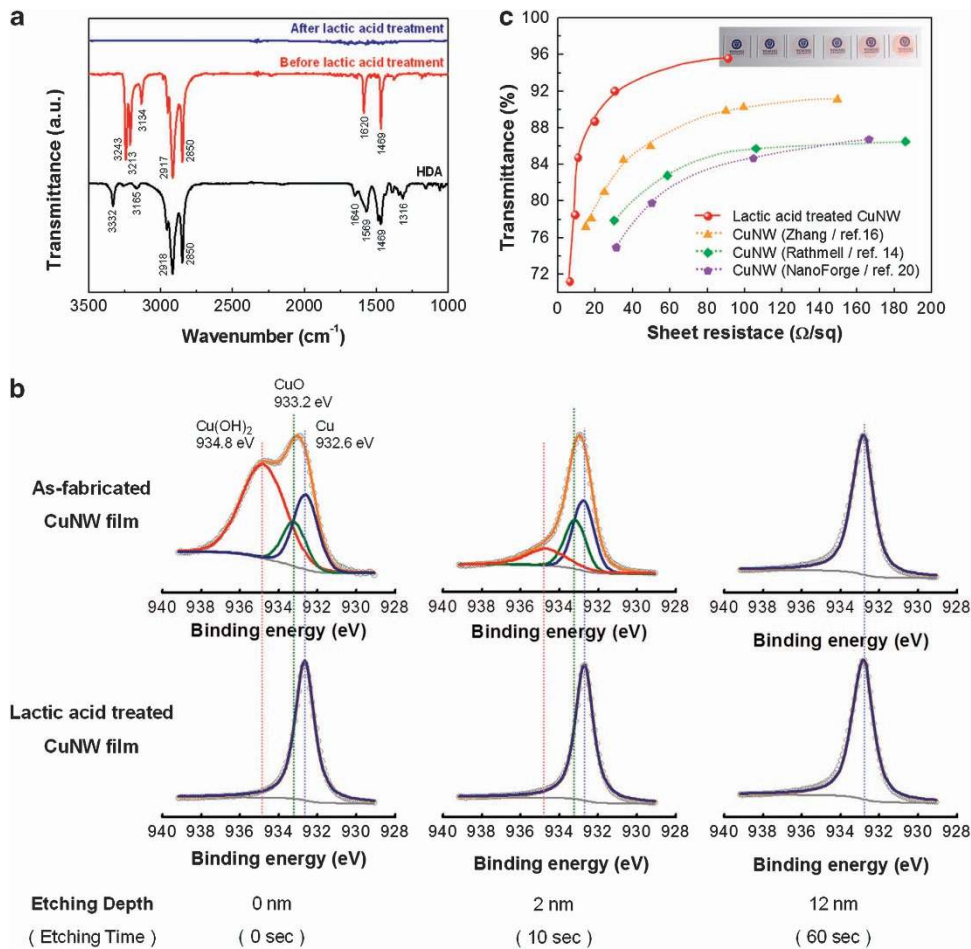 a
After lactic acid treatment
Before lactic acid treatment
3243
3213
3134
2917
2850
1620
1469
HDA
3332
3165
2918
2850
1640
1569
1469
1316
Transmittance (a.u.)
3500 3000 2500 2000 1500 1000
Wavenumber (cm⁻¹)
c
Transmittance (%)
96
92
88
84
80
76
72
Lactic acid treated CuNW
CuNW (Zhang / ref.16)
CuNW (Rathmell / ref. 14)
CuNW (NanoForge / ref. 20)
0 20 40 60 80 100 120 140 160 180 200
Sheet resistace (Ω/sq)
b
Cu(OH)₂
934.8 eV
CuO
933.2 eV
Cu
932.6 eV
As-fabricated
CuNW film
940 938 936 934 932 930 928
Binding energy (eV)
940 938 936 934 932 930 928
Binding energy (eV)
940 938 936 934 932 930 928
Binding energy (eV)
Lactic acid treated
CuNW film
940 938 936 934 932 930 928
Binding energy (eV)
940 938 936 934 932 930 928
Binding energy (eV)
940 938 936 934 932 930 928
Binding energy (eV)
Etching Depth 0 nm 2 nm 12 nm
( Etching Time ) ( 0 sec ) ( 10 sec ) ( 60 sec )